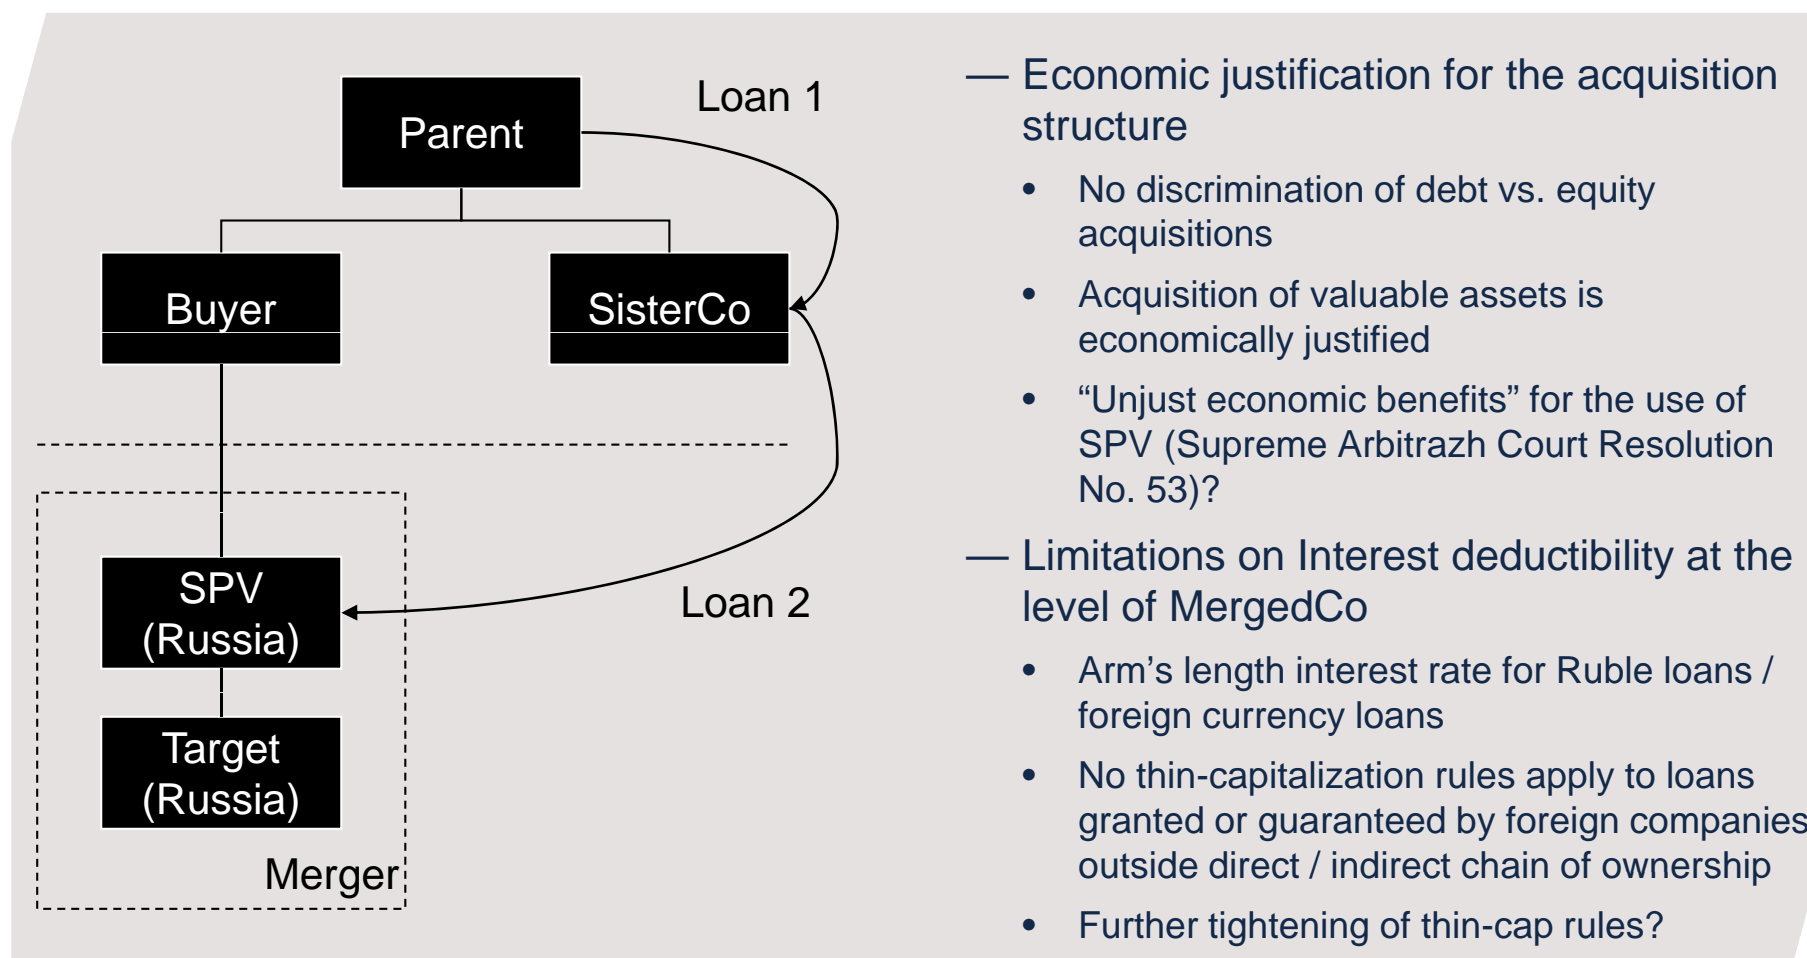 Loan 1
Parent
Buyer
SisterCo
SPV
(Russia)
Loan 2
Target
(Russia)
Merger
— Economic justification for the acquisition
structure
• No discrimination of debt vs. equity
acquisitions
• Acquisition of valuable assets is
economically justified
• “Unjust economic benefits” for the use of
SPV (Supreme Arbitrazh Court Resolution
No. 53)?
— Limitations on Interest deductibility at the
level of MergedCo
• Arm’s length interest rate for Ruble loans /
foreign currency loans
• No thin-capitalization rules apply to loans
granted or guaranteed by foreign companies
outside direct / indirect chain of ownership
• Further tightening of thin-cap rules?